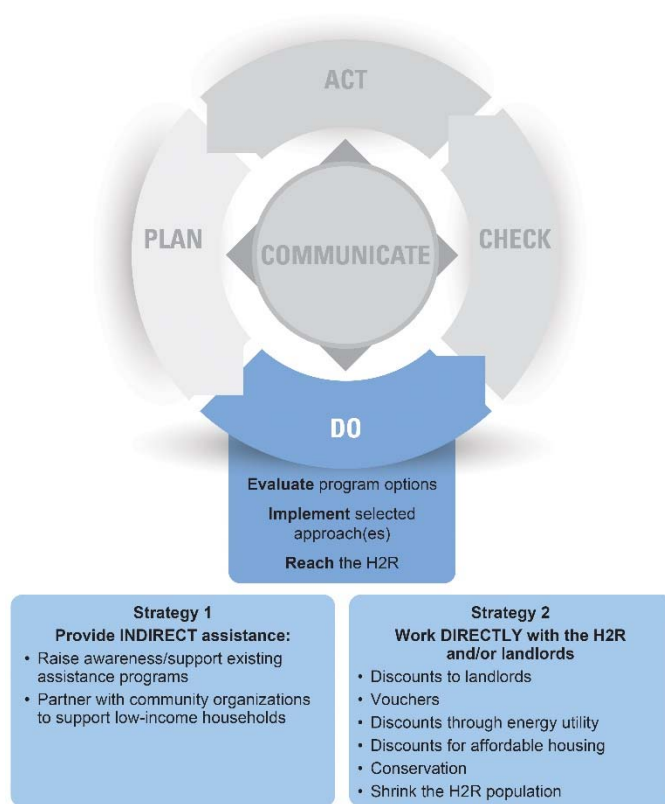 ACT
PLAN
COMMUNICATE
CHECK
DO
Evaluate program options
Implement selected
approach(es)
Reach the H2R
Strategy 1
Provide INDIRECT assistance:
• Raise awareness/support existing
assistance programs
• Partner with community organizations
to support low-income households
Strategy 2
Work DIRECTLY with the H2R
and/or landlords
• Discounts to landlords
• Vouchers
• Discounts through energy utility
• Discounts for affordable housing
• Conservation
• Shrink the H2R population